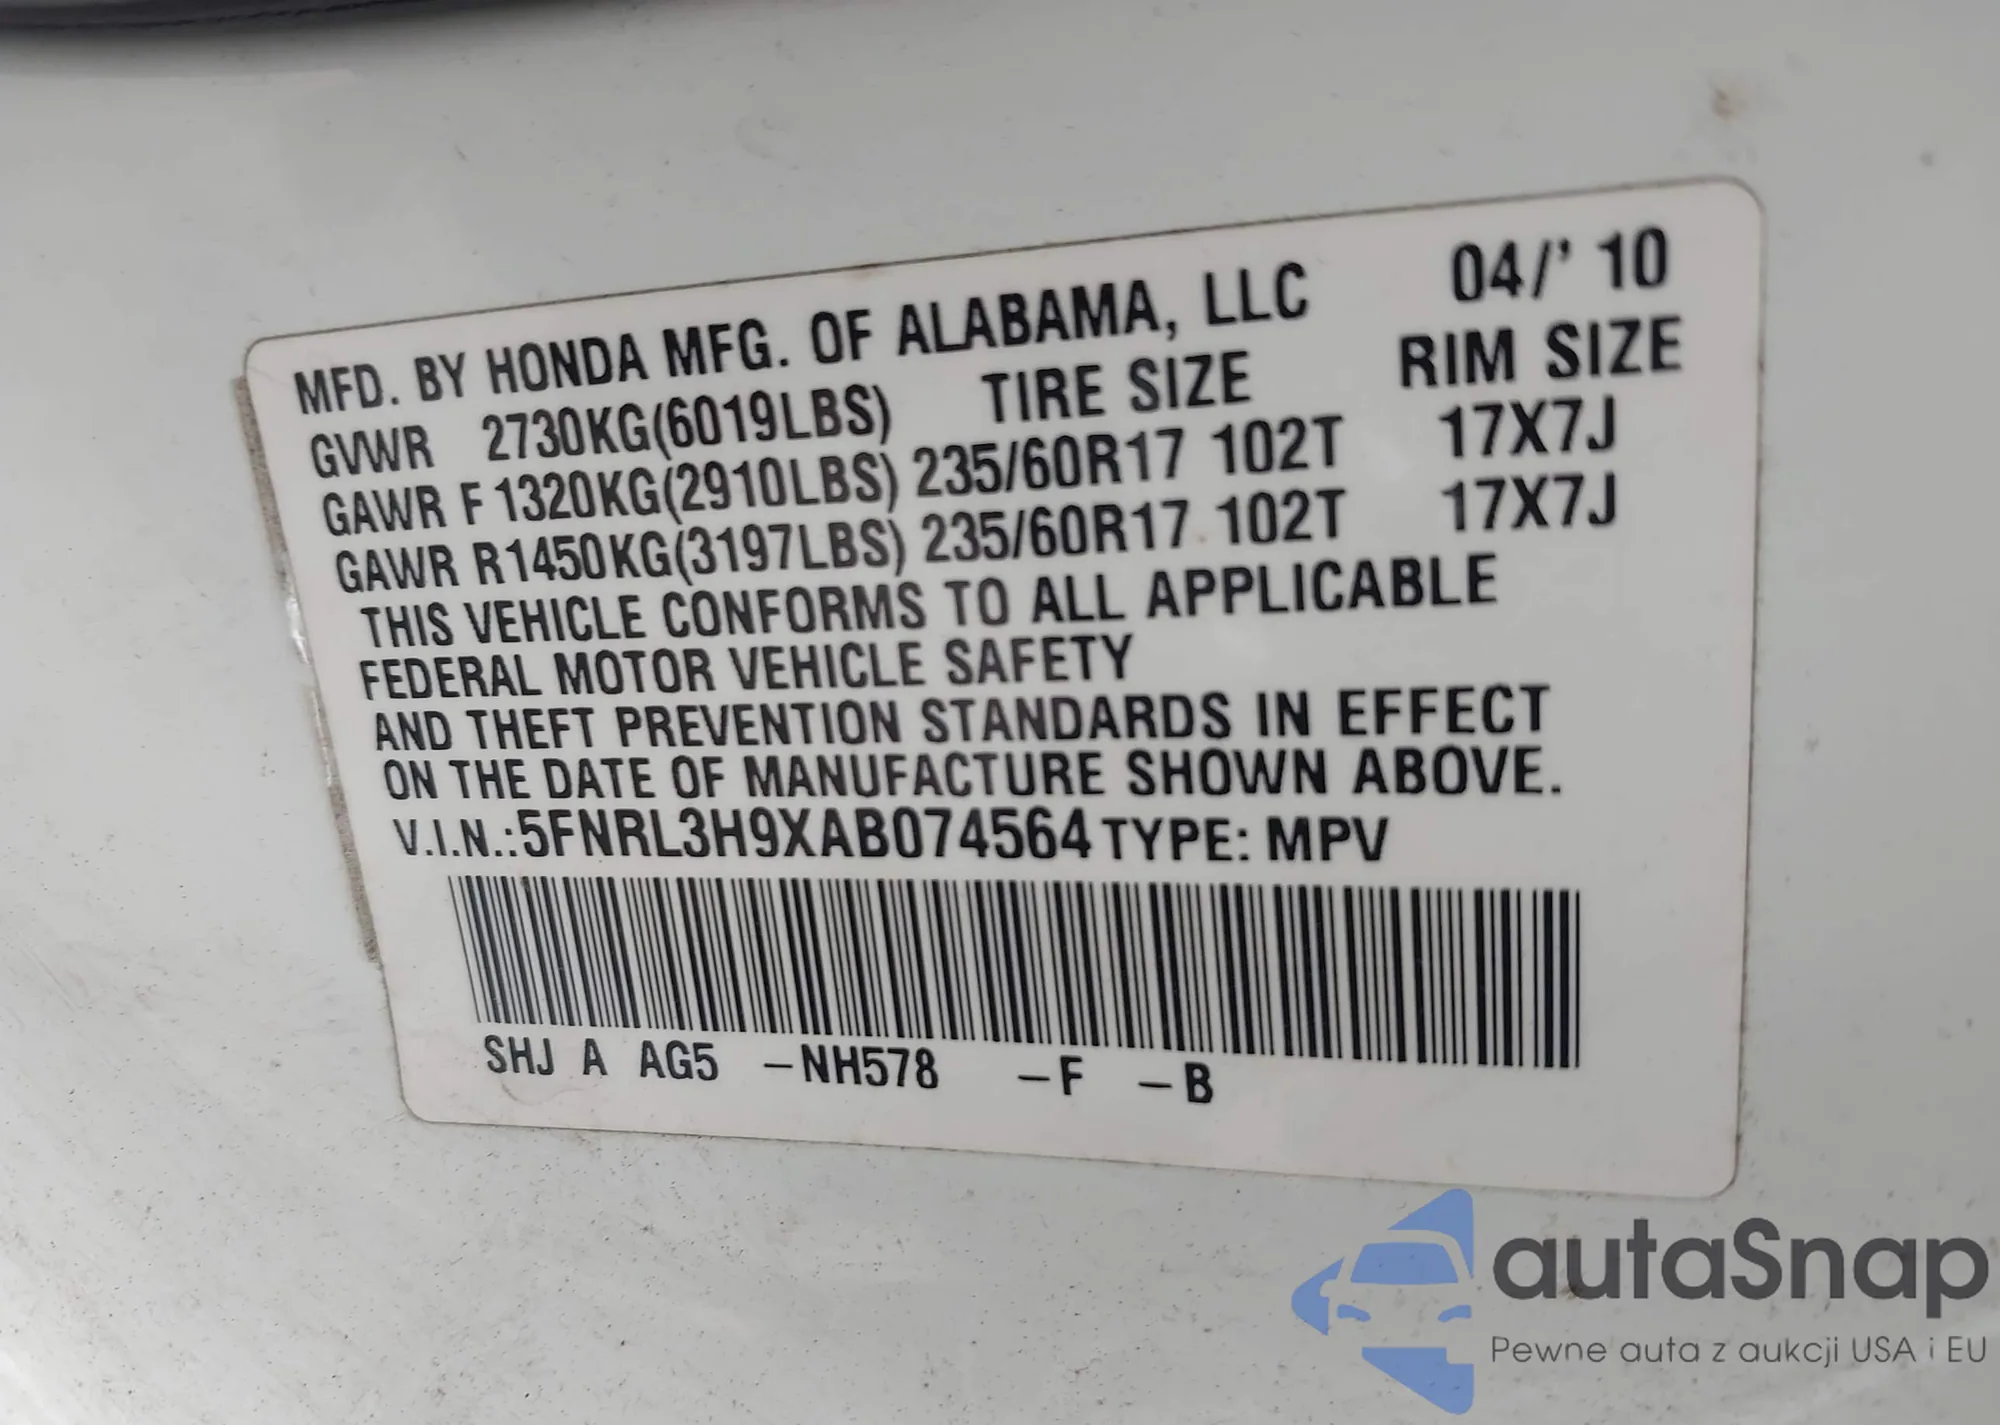 MFD. BY HONDA MFG. OF ALABAMA, LLC 04/' 10
GVWR 2730KG(6019LBS) TIRE SIZE RIM SIZE
GAWR F 1320KG(2910LBS) 235/60R17 102T 17X7J
GAWR R1450KG(3197LBS) 235/60R17 102T 17X7J
THIS VEHICLE CONFORMS TO ALL APPLICABLE
FEDERAL MOTOR VEHICLE SAFETY
AND THEFT PREVENTION STANDARDS IN EFFECT
ON THE DATE OF MANUFACTURE SHOWN ABOVE.
V.I.N.:5FNRL3H9XAB074564 TYPE: MPV
SHJ A AG5 -NH578 -F -B
autaSnap
Pewne auta z aukcji USA i EU